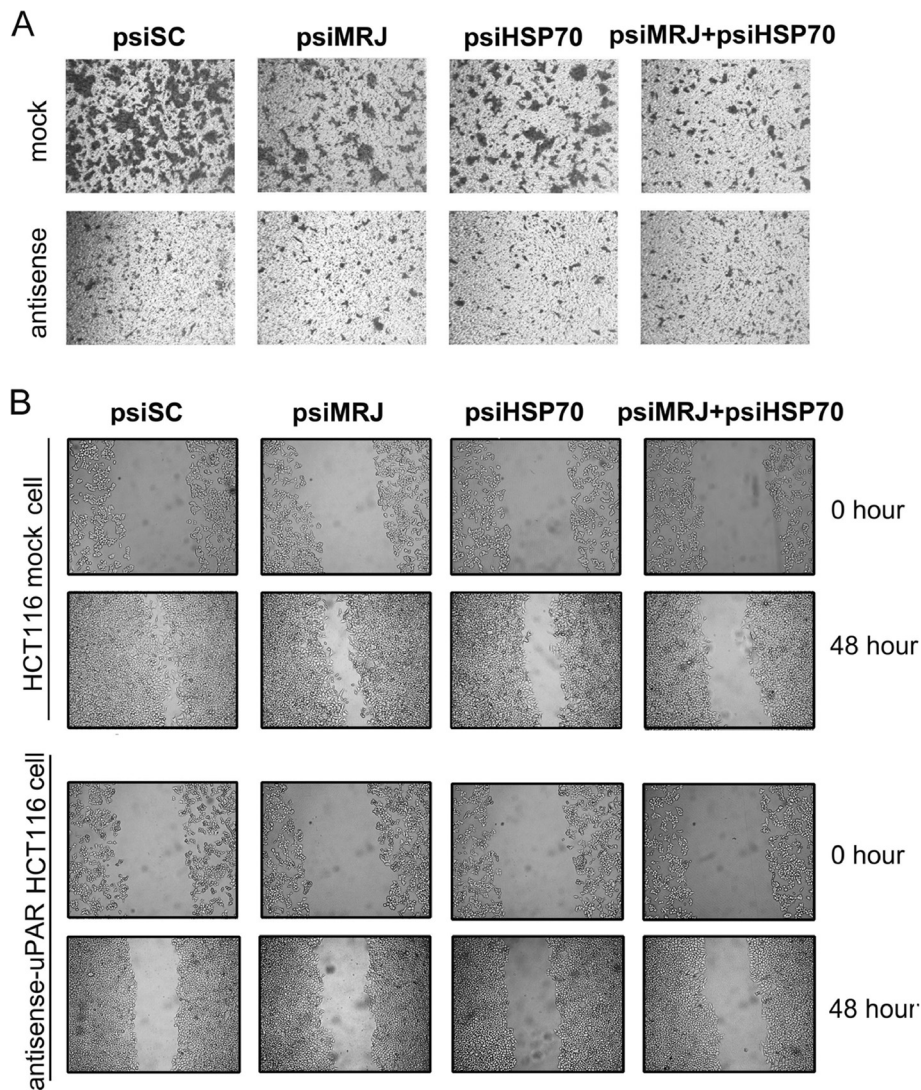 A
psiSC psiMRJ psiHSP70 psiMRJ+psiHSP70
mock
antisense
B
psiSC psiMRJ psiHSP70 psiMRJ+psiHSP70
HCT116 mock cell
0 hour
48 hour
antisense-uPAR HCT116 cell
0 hour
48 hour